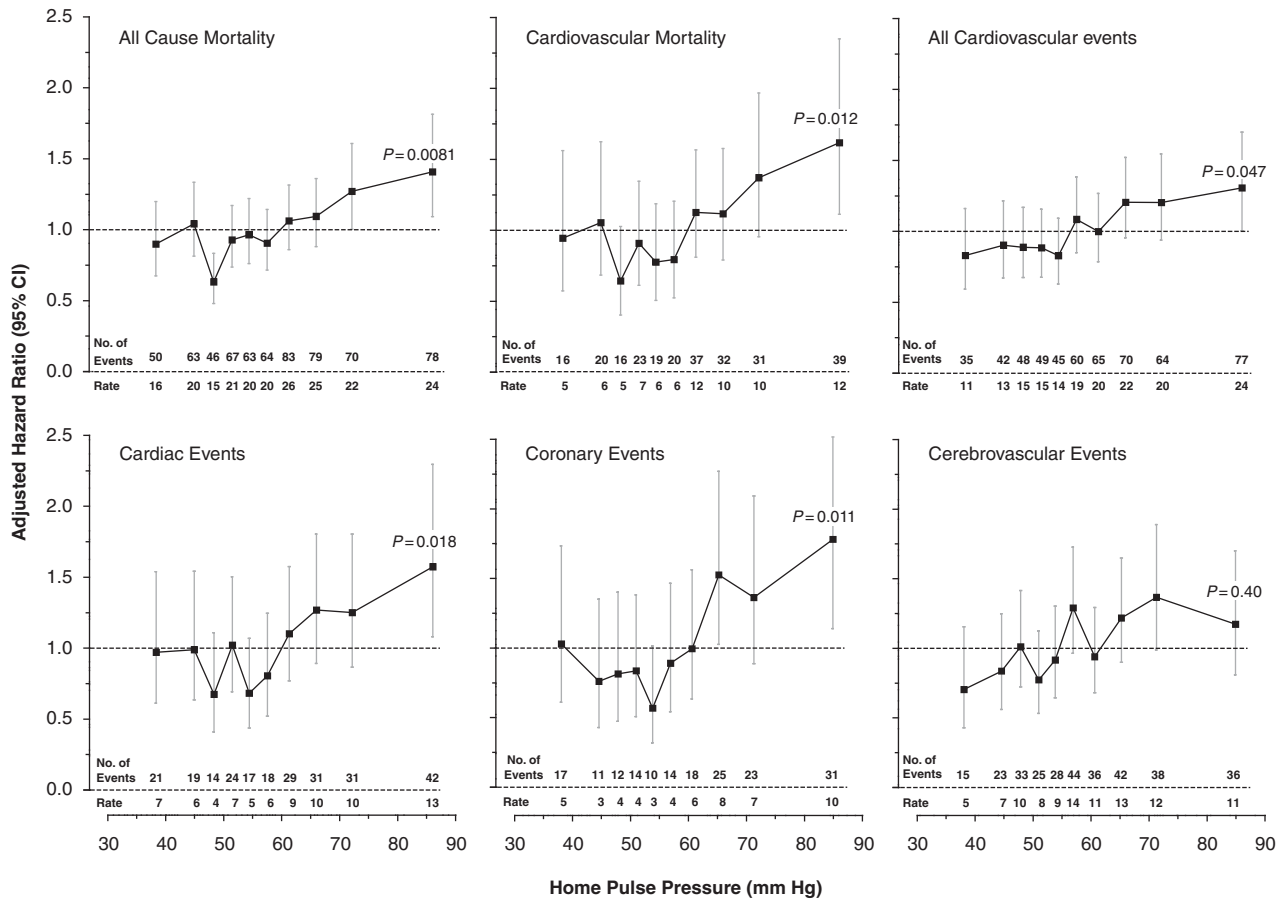 Adjusted Hazard Ratio (95% CI)
2.5
2.0
1.5
1.0
0.5
0.0
All Cause Mortality
P=0.0081
No. of
Events 50 63 46 67 63 64 83 79 70 78
Rate 16 20 15 21 20 20 26 25 22 24
Cardiovascular Mortality
P=0.012
No. of
Events 16 20 16 23 19 20 37 32 31 39
Rate 5 6 5 7 6 6 12 10 10 12
All Cardiovascular events
P=0.047
No. of
Events 35 42 48 49 45 60 65 70 64 77
Rate 11 13 15 15 14 19 20 22 20 24
2.5
2.0
1.5
1.0
0.5
0.0
Cardiac Events
P=0.018
No. of
Events 21 19 14 24 17 18 29 31 31 42
Rate 7 6 4 7 5 6 9 10 10 13
30 40 50 60 70 80 90
Coronary Events
P=0.011
No. of
Events 17 11 12 14 10 14 18 25 23 31
Rate 5 3 4 4 3 4 6 8 7 10
30 40 50 60 70 80 90
Cerebrovascular Events
P=0.40
No. of
Events 15 23 33 25 28 44 36 42 38 36
Rate 5 7 10 8 9 14 11 13 12 11
30 40 50 60 70 80 90
Home Pulse Pressure (mm Hg)